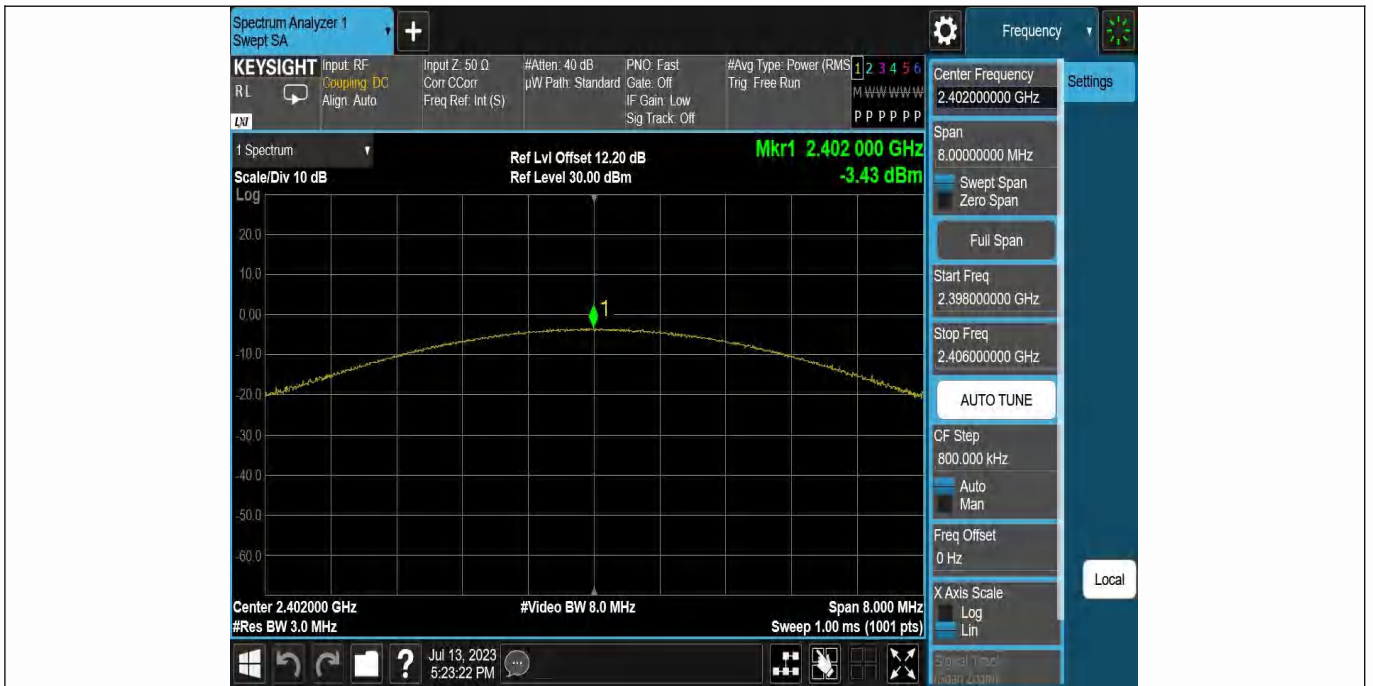 Spectrum Analyzer 1
Swept SA
+
Frequency
KEYSIGHT
RL
LXI
Input: RF
Coupling: DC
Align: Auto
Input Z: 50 Ω
Corr CCorr
Freq Ref: Int (S)
#Atten: 40 dB
µW Path: Standard
PNO: Fast
Gate: Off
IF Gain: Low
Sig Track: Off
#Avg Type: Power (RMS
Trig: Free Run
1 2 3 4 5 6
M W W W W W
P P P P P P
1 Spectrum
Scale/Div 10 dB
Log
Ref Lvl Offset 12.20 dB
Ref Level 30.00 dBm
Mkr1 2.402 000 GHz
-3.43 dBm
20.0
10.0
0.00
-10.0
-20.0
-30.0
-40.0
-50.0
-60.0
1
Center 2.402000 GHz
#Res BW 3.0 MHz
#Video BW 8.0 MHz
Span 8.000 MHz
Sweep 1.00 ms (1001 pts)
Center Frequency
2.402000000 GHz
Settings
Span
8.00000000 MHz
Swept Span
Zero Span
Full Span
Start Freq
2.398000000 GHz
Stop Freq
2.406000000 GHz
AUTO TUNE
CF Step
800.000 kHz
Auto
Man
Freq Offset
0 Hz
X Axis Scale
Log
Lin
Signal Track
(Span Zoom)
Local
?
Jul 13, 2023
5:23:22 PM